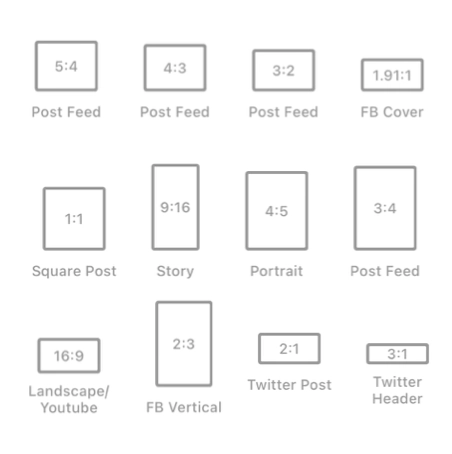 5:4
4:3
3:2
1.91:1
Post Feed
Post Feed
Post Feed
FB Cover
1:1
9:16
4:5
3:4
Square Post
Story
Portrait
Post Feed
16:9
2:3
2:1
3:1
Landscape/
Youtube
FB Vertical
Twitter Post
Twitter
Header